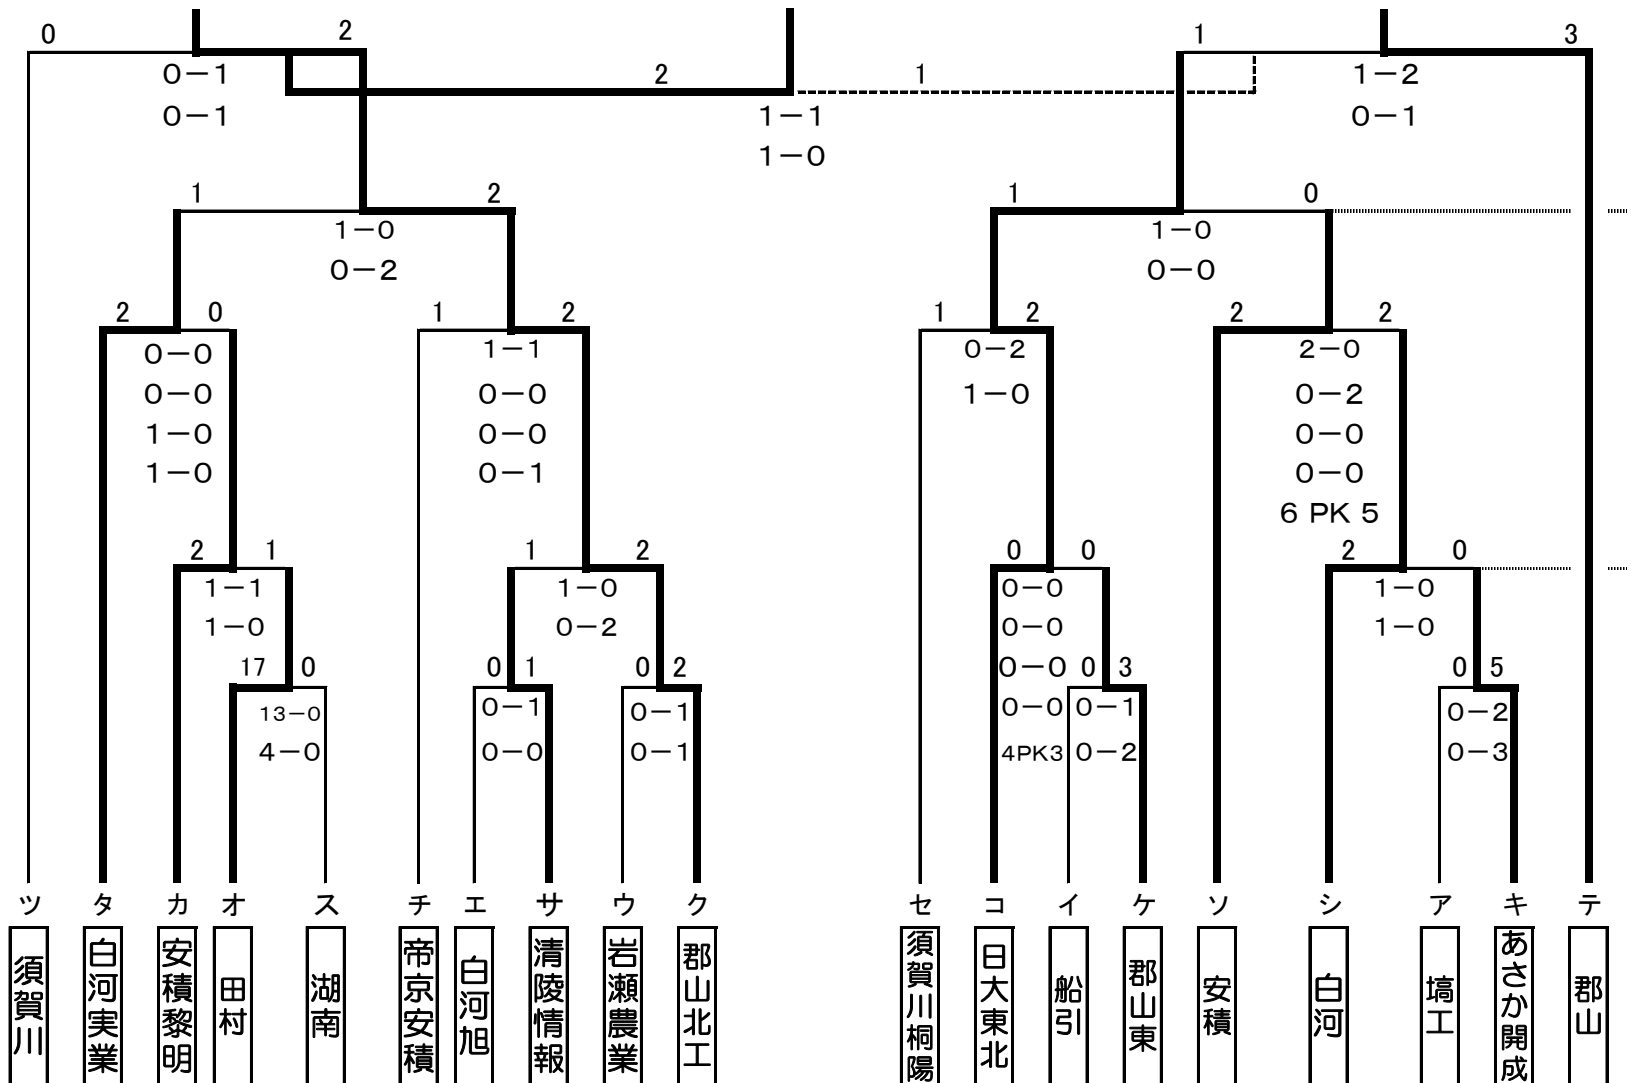 0 2 1 3
0－1 2 1 1－2
0－1 1－1 0－1
1－0
1 2 1 0
1－0 1－0
0－2 0－0
2 0 1 2 1 2 2 2
0－0 1－1 0－2 2－0
0－0 0－0 1－0 0－2
1－0 0－0 0－0
1－0 0－1 0－0
6 PK 5
2 1 1 2 0 0 2 0
1－1 1－0 0－0 1－0
1－0 0－2 0－0 1－0
17 0 0 1 0 2 0－0 0 3 0 5
13－0 0－1 0－1 0－0 0－1 0－2
4－0 0－0 0－1 4PK3 0－2 0－3
ツ タ カ オ ス チ エ サ ウ ク セ コ イ ケ ソ シ ア キ テ
須賀川
白河実業
安積黎明
田村
湖南
帝京安積
白河旭
清陵情報
岩瀬農業
郡山北工
須賀川桐陽
日大東北
船引
郡山東
安積
白河
塙工
あさか開成
郡山